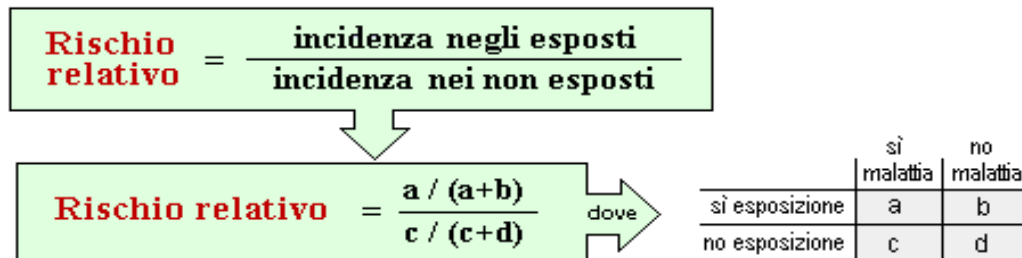 Rischio relativo = incidenza negli esposti / incidenza nei non esposti
Rischio relativo = a / (a+b) / c / (c+d)
dove
sì malattia no malattia
sì esposizione a b
no esposizione c d